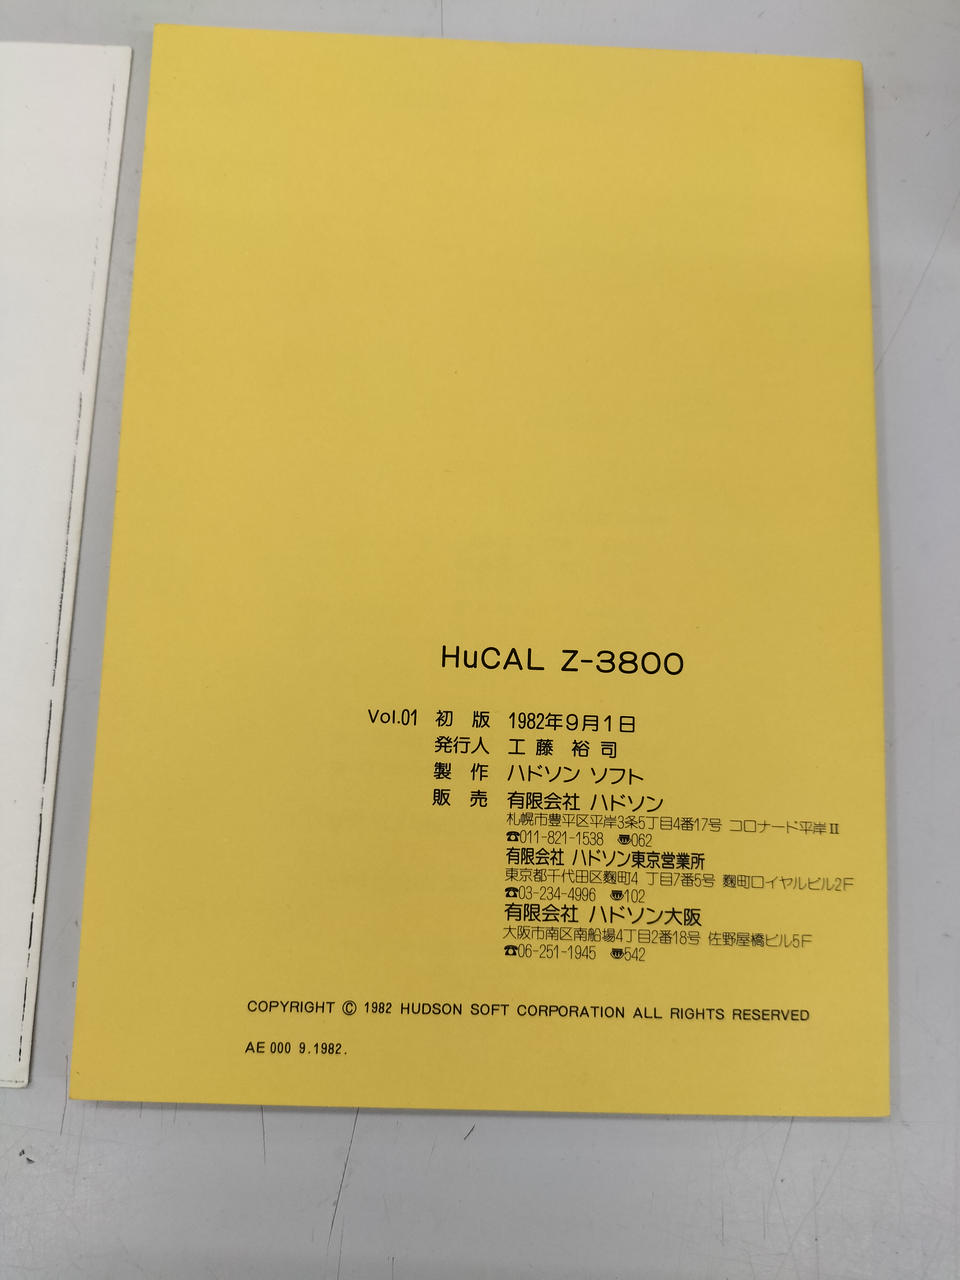 HuCAL Z-3800
Vol.01 初 版 1982年9月1日
発行人 工藤 裕司
製 作 ハドソン ソフト
販 売 有限会社 ハドソン
札幌市豊平区平岸3条5丁目4番17号 コロナード平岸II
☎011-821-1538 〠062
有限会社 ハドソン東京営業所
東京都千代田区麴町4丁目7番5号 麴町ロイヤルビル2F
☎03-234-4996 〠102
有限会社 ハドソン大阪
大阪市南区南船場4丁目2番18号 佐野屋橋ビル5F
☎06-251-1945 〠542
COPYRIGHT © 1982 HUDSON SOFT CORPORATION ALL RIGHTS RESERVED
AE 000 9.1982.